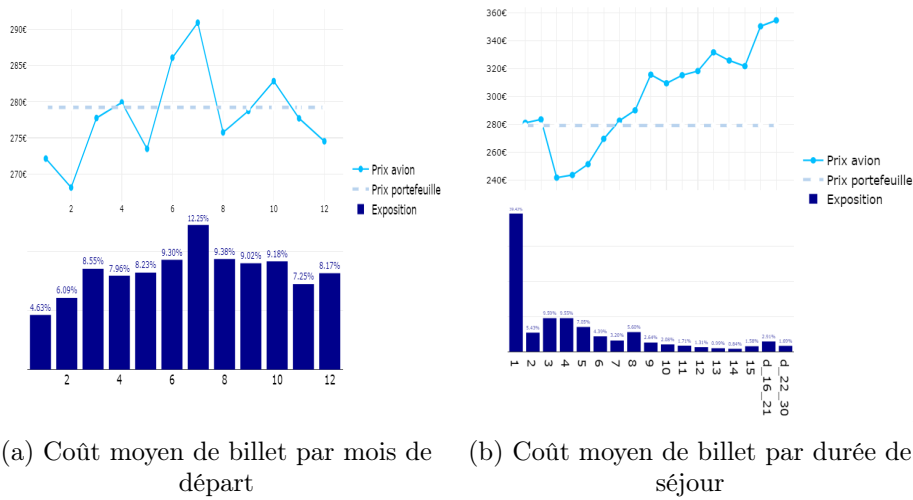 290€
285€
280€
275€
270€
2 4 6 8 10 12
Prix avion
Prix portefeuille
Exposition
4.63% 6.09% 8.55% 7.96% 8.23% 9.30% 12.25% 9.38% 9.02% 9.18% 7.25% 8.17%
2 4 6 8 10 12
(a) Coût moyen de billet par mois de
départ
360€
340€
320€
300€
280€
260€
240€
Prix avion
Prix portefeuille
Exposition
1 2 3 4 5 6 7 8 9 10 11 12 13 14 15 d_16_21 d_22_30
(b) Coût moyen de billet par durée de
séjour